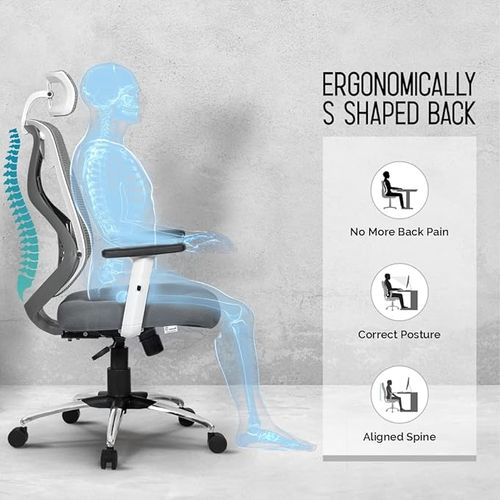 ERGONOMICALLY
S SHAPED BACK
No More Back Pain
Correct Posture
Aligned Spine